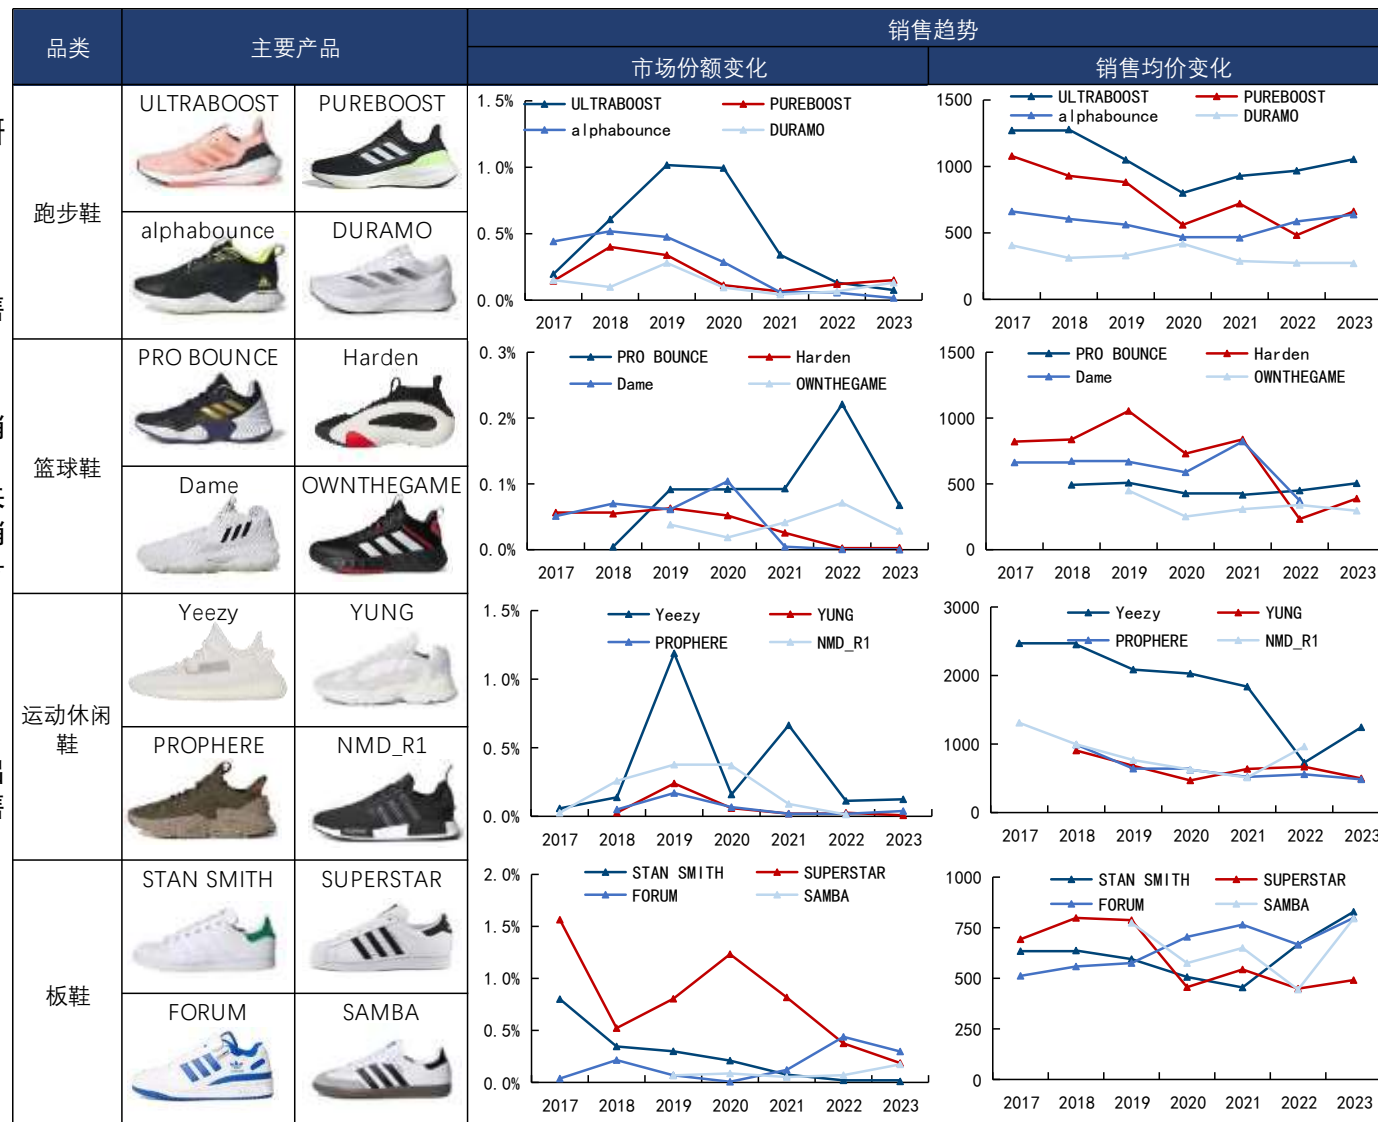 品类
主要产品
销售趋势
市场份额变化
销售均价变化
跑步鞋
ULTRABOOST
PUREBOOST
alphabounce
DURAMO
1.5%
1.0%
0.5%
0.0%
ULTRABOOST
PUREBOOST
alphabounce
DURAMO
2017 2018 2019 2020 2021 2022 2023
1500
1000
500
0
ULTRABOOST
PUREBOOST
alphabounce
DURAMO
2017 2018 2019 2020 2021 2022 2023
篮球鞋
PRO BOUNCE
Harden
Dame
OWNTHEGAME
0.3%
0.2%
0.1%
0.0%
PRO BOUNCE
Harden
Dame
OWNTHEGAME
2017 2018 2019 2020 2021 2022 2023
1500
1000
500
0
PRO BOUNCE
Harden
Dame
OWNTHEGAME
2017 2018 2019 2020 2021 2022 2023
运动休闲
鞋
Yeezy
YUNG
PROPHERE
NMD_R1
1.5%
1.0%
0.5%
0.0%
Yeezy
YUNG
PROPHERE
NMD_R1
2017 2018 2019 2020 2021 2022 2023
3000
2000
1000
0
Yeezy
YUNG
PROPHERE
NMD_R1
2017 2018 2019 2020 2021 2022 2023
板鞋
STAN SMITH
SUPERSTAR
FORUM
SAMBA
2.0%
1.5%
1.0%
0.5%
0.0%
STAN SMITH
SUPERSTAR
FORUM
SAMBA
2017 2018 2019 2020 2021 2022 2023
1000
750
500
250
0
STAN SMITH
SUPERSTAR
FORUM
SAMBA
2017 2018 2019 2020 2021 2022 2023